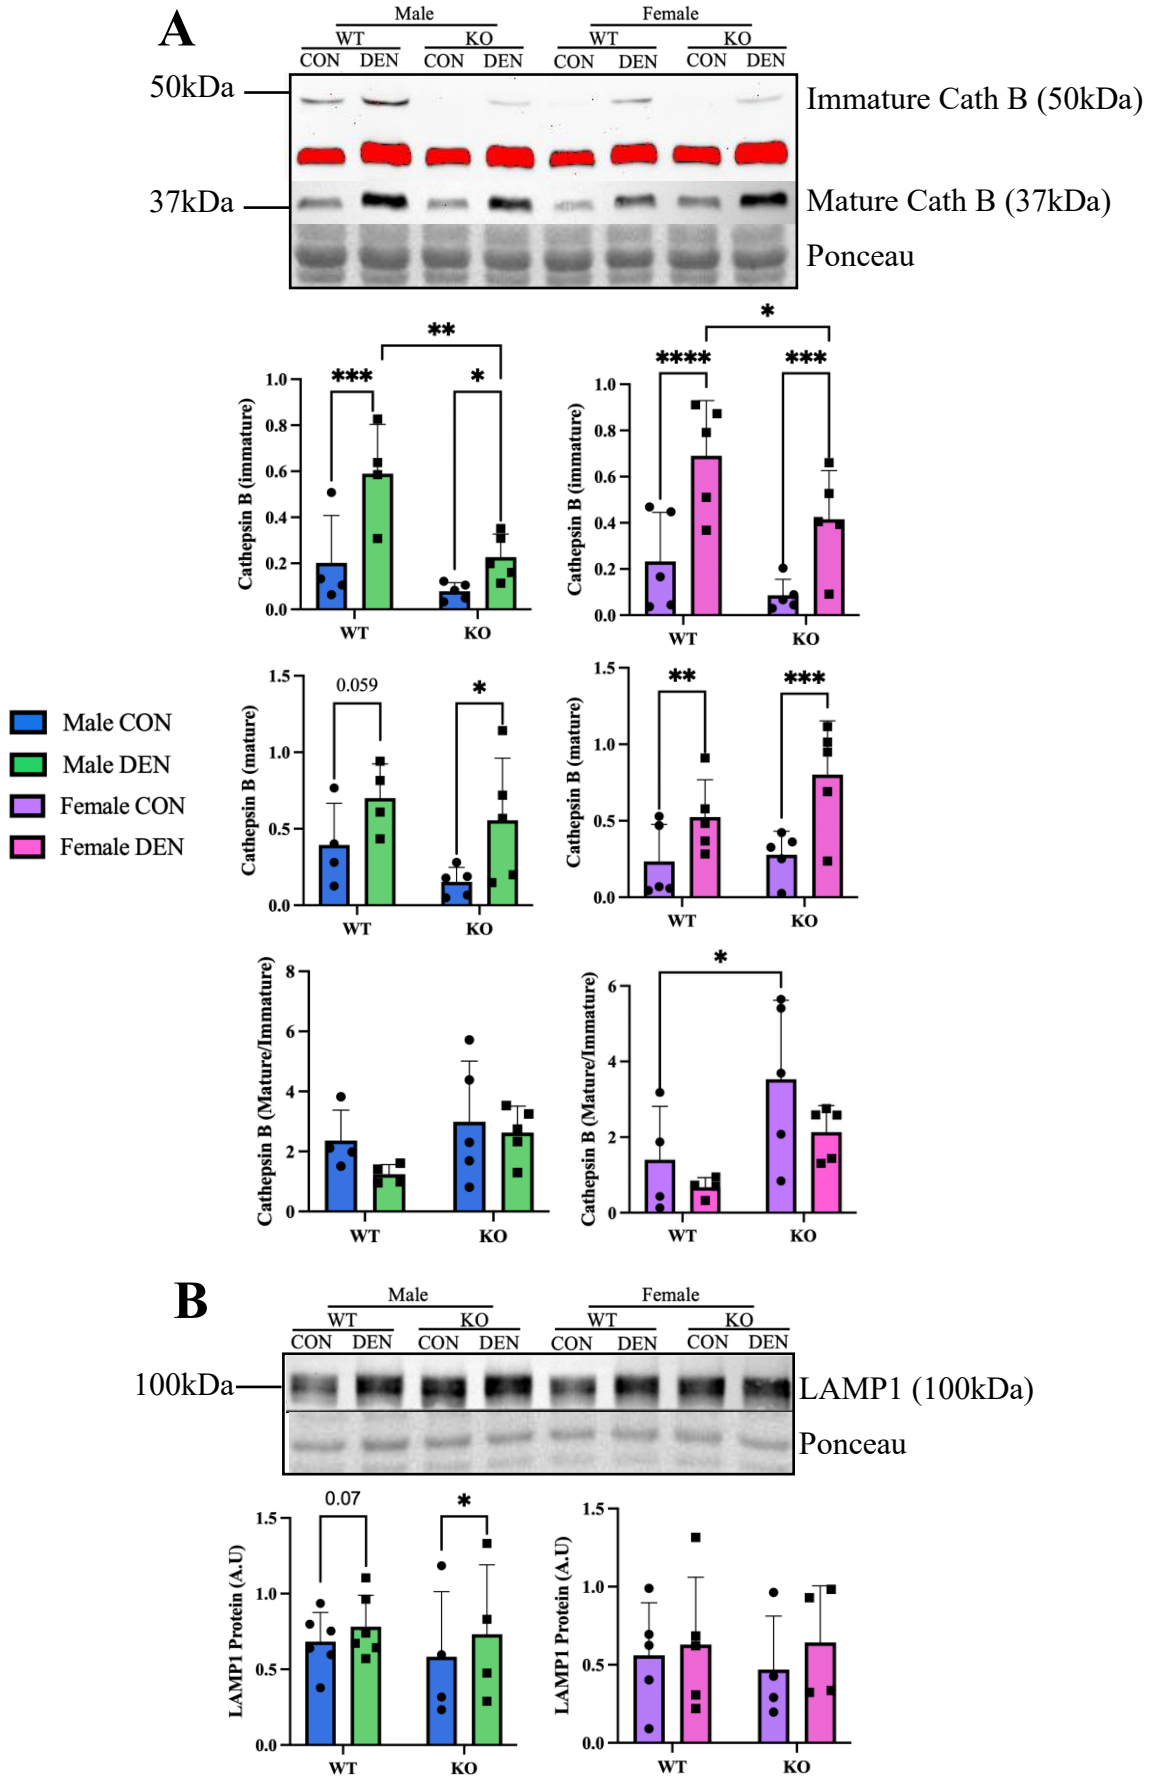 A
Male Female
WT KO WT KO
CON DEN CON DEN CON DEN CON DEN
50kDa
Immature Cath B (50kDa)
37kDa
Mature Cath B (37kDa)
Ponceau
Cathepsin B (immature)
1.0
0.8
0.6
0.4
0.2
0.0
*** ** *
WT KO
Cathepsin B (immature)
1.0
0.8
0.6
0.4
0.2
0.0
**** * ***
WT KO
Male CON
Male DEN
Female CON
Female DEN
Cathepsin B (mature)
1.5
1.0
0.5
0.0
0.059 *
WT KO
Cathepsin B (mature)
1.5
1.0
0.5
0.0
** ***
WT KO
Cathepsin B (Mature/Immature)
8
6
4
2
0
WT KO
Cathepsin B (Mature/Immature)
6
4
2
0
*
WT KO
B
Male Female
WT KO WT KO
CON DEN CON DEN CON DEN CON DEN
100kDa
LAMP1 (100kDa)
Ponceau
LAMP1 Protein (A.U)
1.5
1.0
0.5
0.0
0.07 *
WT KO
LAMP1 Protein (A.U)
1.5
1.0
0.5
0.0
WT KO